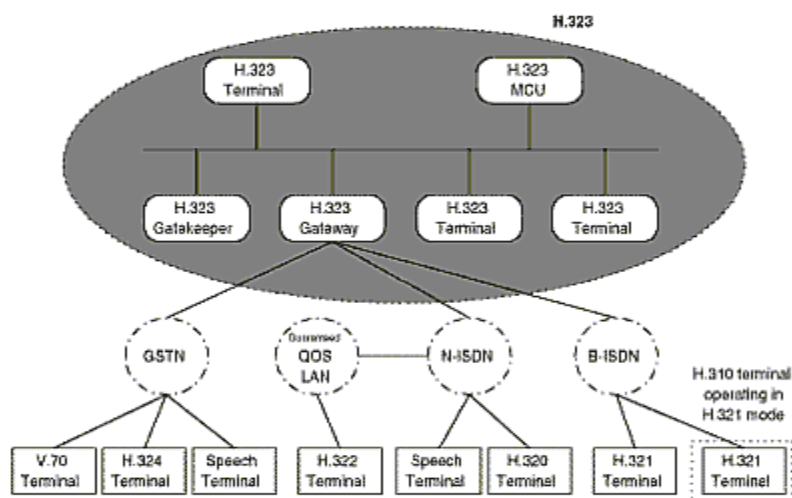 H.323
H.323
Terminal
H.323
MCU
H.323
Gatekeeper
H.323
Gateway
H.323
Terminal
H.323
Terminal
GSTN
Guaranteed
QOS
LAN
N-ISDN
B-ISDN
H.310 terminal
operating in
H.321 mode
V.70
Terminal
H.324
Terminal
Speech
Terminal
H.322
Terminal
Speech
Terminal
H.320
Terminal
H.321
Terminal
H.321
Terminal